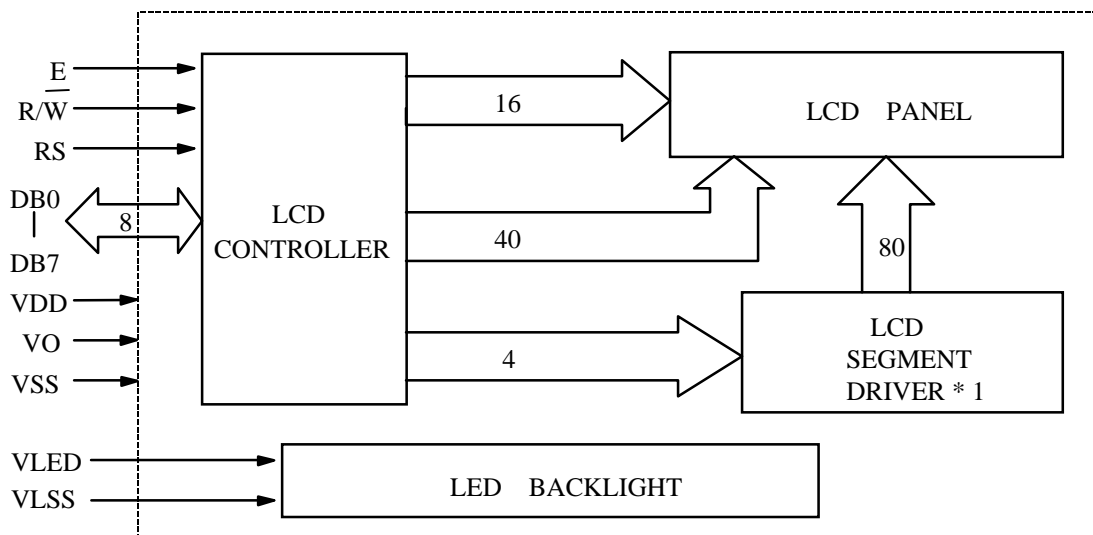 E
R/W
RS
DB0
DB7
8
VDD
VO
VSS
VLED
VLSS
LCD
CONTROLLER
16
40
4
LCD PANEL
80
LCD
SEGMENT
DRIVER * 1
LED BACKLIGHT